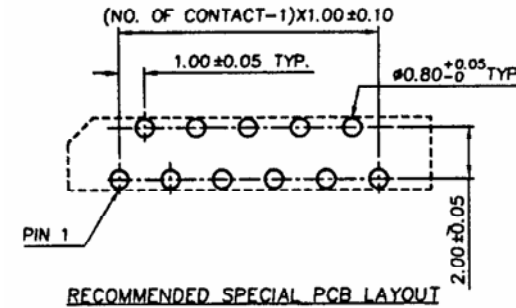 (NO. OF CONTACT-1)X1.00±0.10
1.00±0.05 TYP.
ø0.80 +0.05 -0 TYP
PIN 1
2.00±0.05
RECOMMENDED SPECIAL PCB LAYOUT